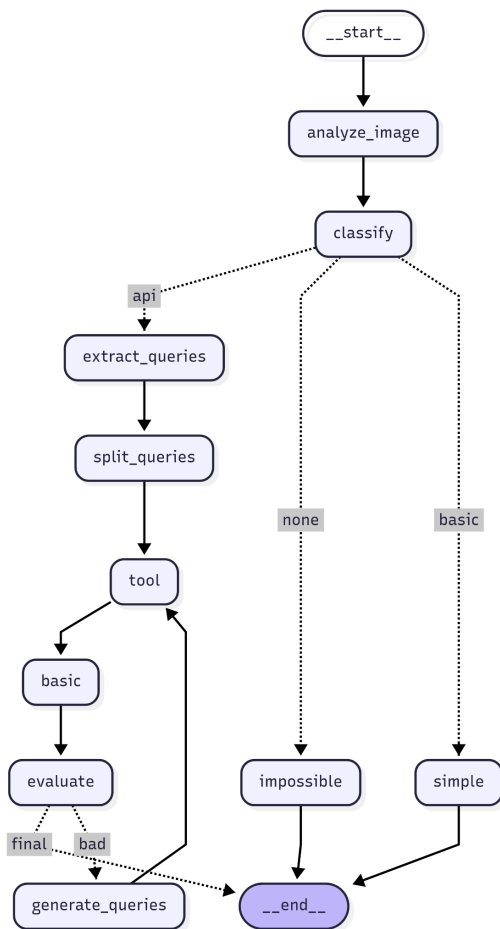 __start__
analyze_image
classify
api
extract_queries
split_queries
none
basic
tool
basic
evaluate
impossible
simple
final
bad
generate_queries
__end__